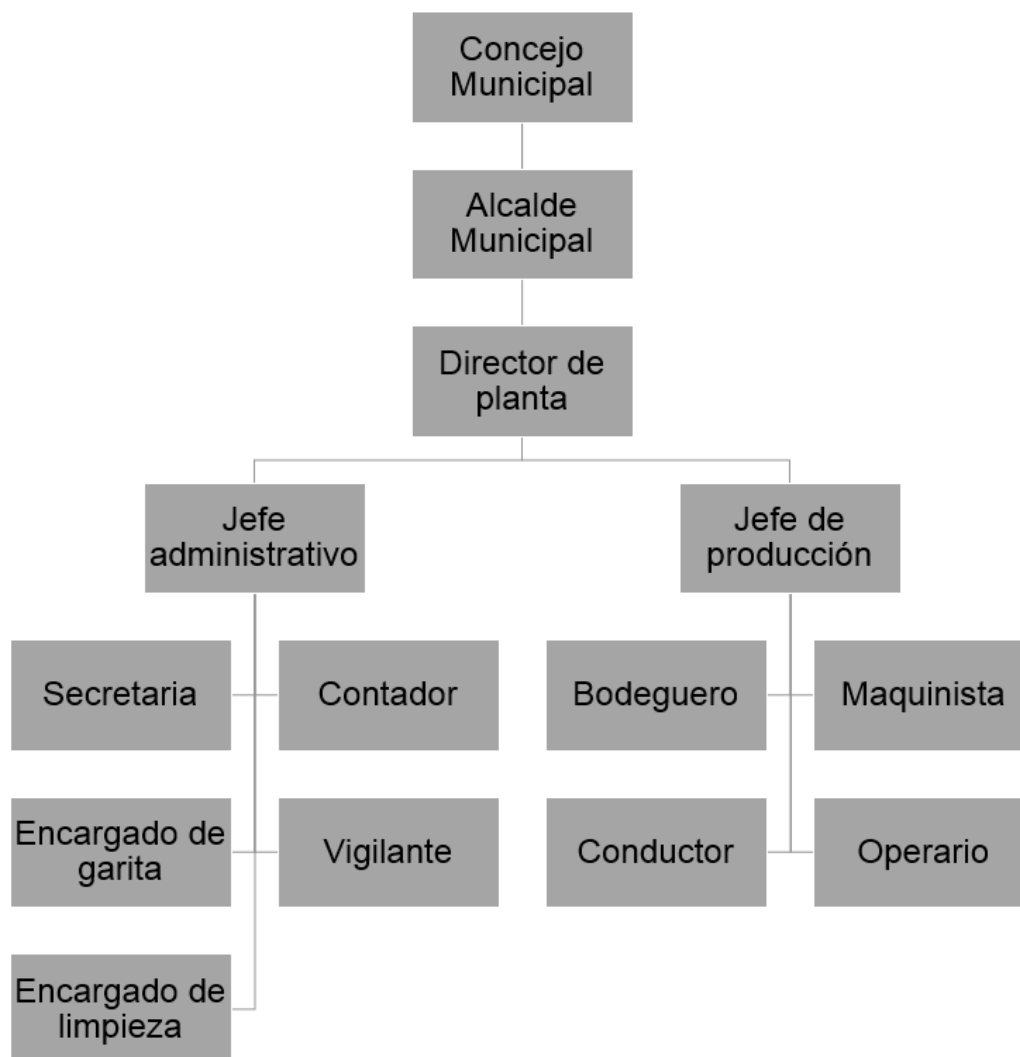 Concejo
Municipal
Alcalde
Municipal
Director de
planta
Jefe
administrativo
Jefe de
producción
Secretaria
Contador
Bodeguero
Maquinista
Encargado de
garita
Vigilante
Conductor
Operario
Encargado de
limpieza